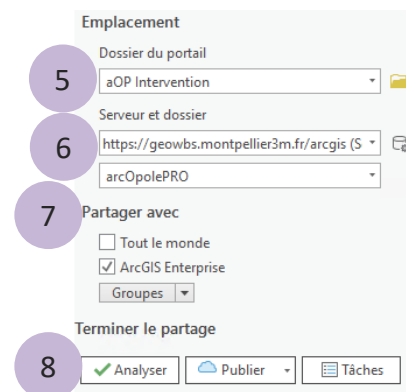 Emplacement
Dossier du portail
5 aOP Intervention
Serveur et dossier
6 https://geowbs.montpellier3m.fr/arcgis (S
arcOpolePRO
7 Partager avec
Tout le monde
ArcGIS Enterprise
Groupes
Terminer le partage
8 Analyser Publier Tâches